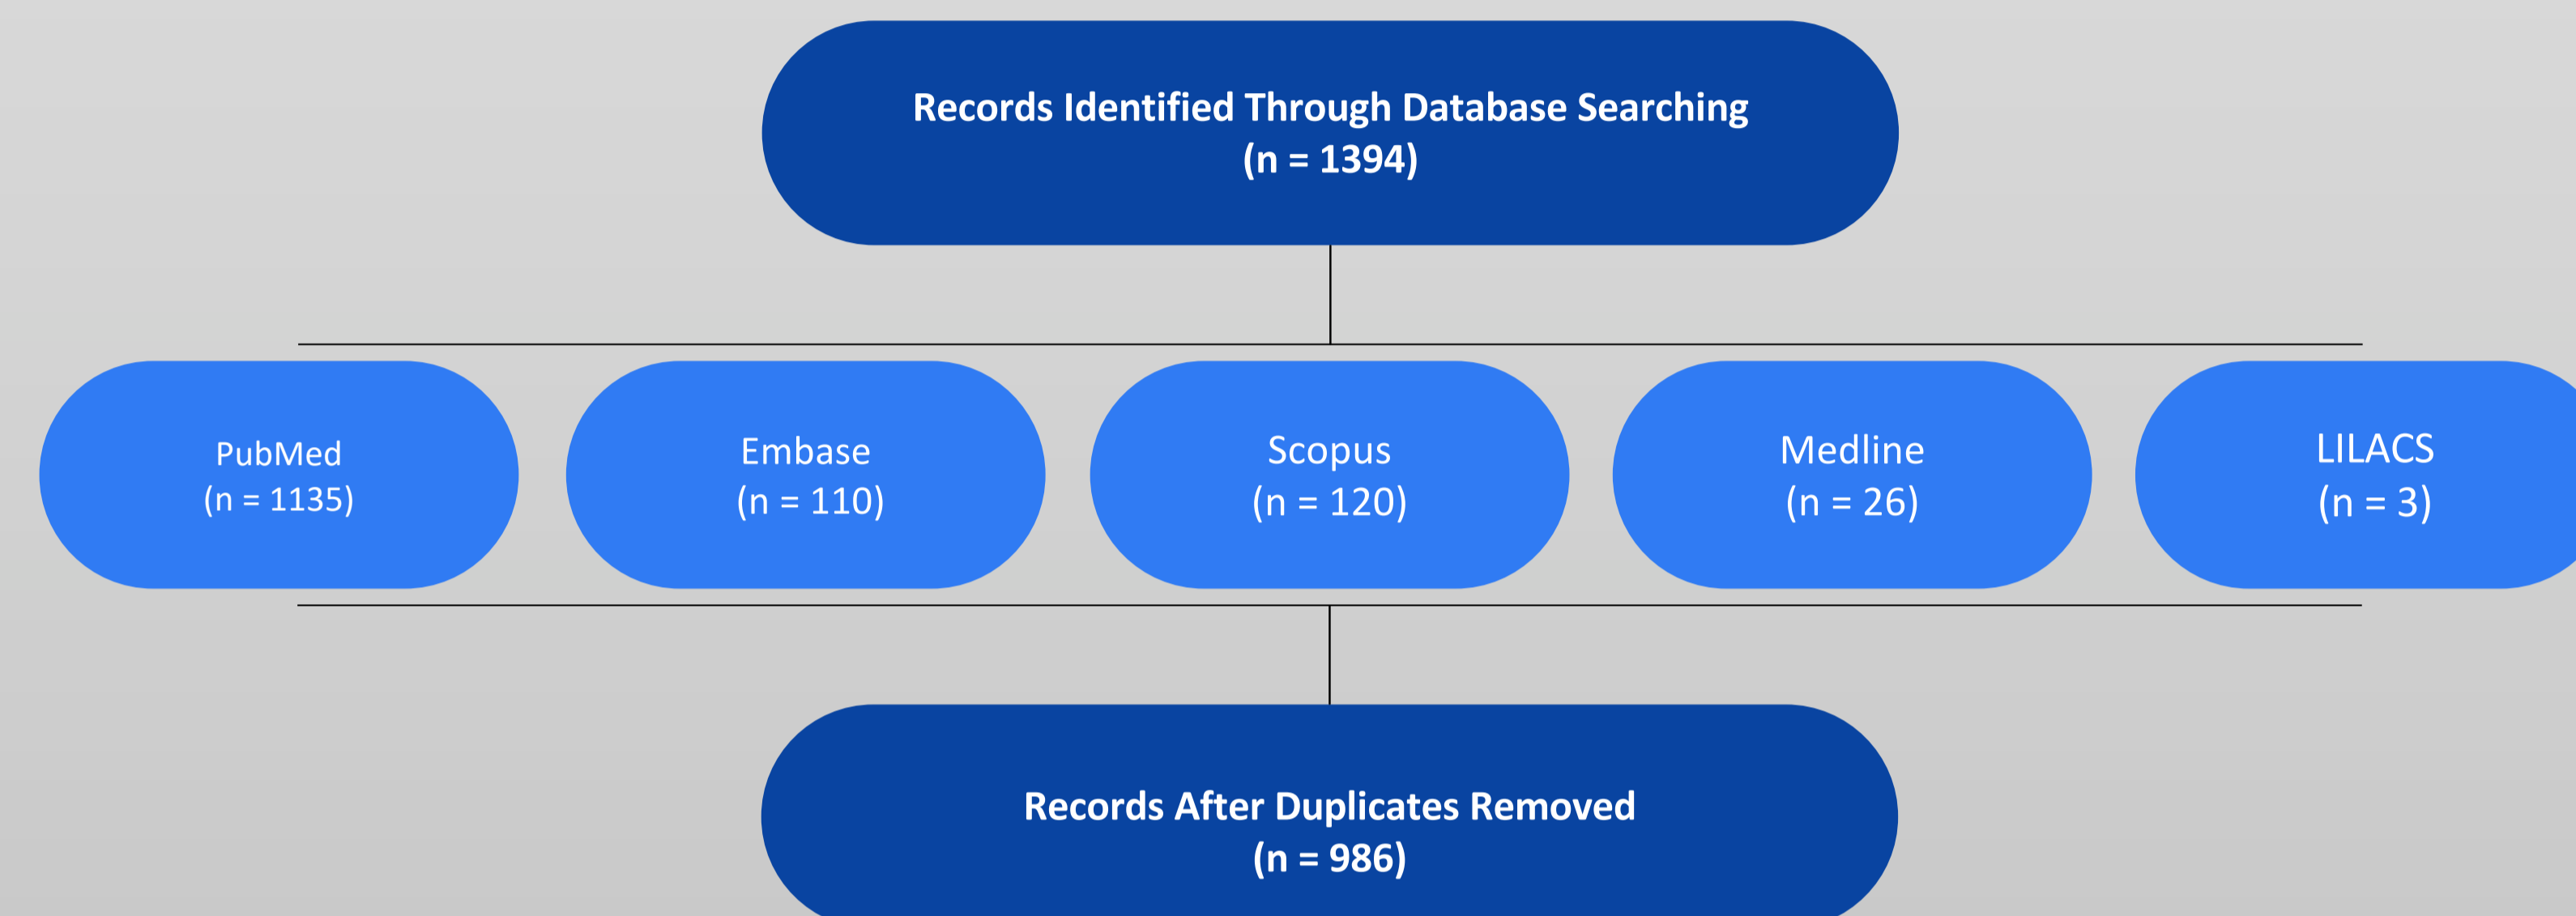 Records Identified Through Database Searching
(n = 1394)
PubMed
(n = 1135)
Embase
(n = 110)
Scopus
(n = 120)
Medline
(n = 26)
LILACS
(n = 3)
Records After Duplicates Removed
(n = 986)